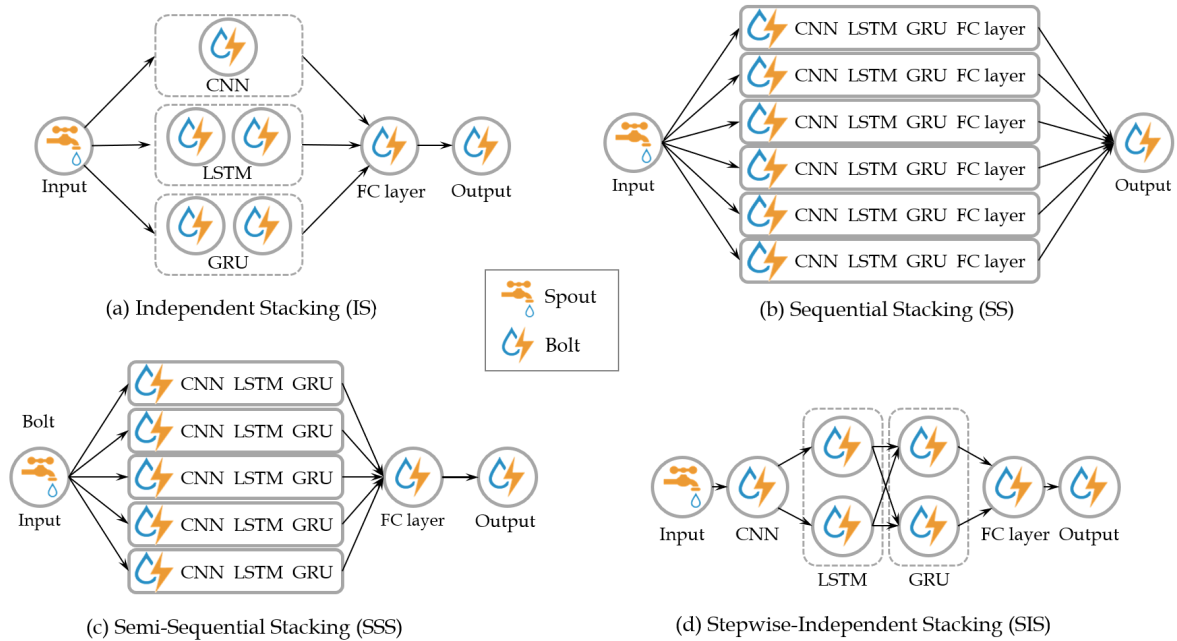 CNN
LSTM
GRU
Input
FC layer
Output
(a) Independent Stacking (IS)
CNN LSTM GRU FC layer
CNN LSTM GRU FC layer
CNN LSTM GRU FC layer
CNN LSTM GRU FC layer
CNN LSTM GRU FC layer
CNN LSTM GRU FC layer
Input
Output
(b) Sequential Stacking (SS)
Spout
Bolt
CNN LSTM GRU
CNN LSTM GRU
CNN LSTM GRU
CNN LSTM GRU
CNN LSTM GRU
Bolt
Input
FC layer
Output
(c) Semi-Sequential Stacking (SSS)
Input
CNN
LSTM
GRU
FC layer
Output
(d) Stepwise-Independent Stacking (SIS)